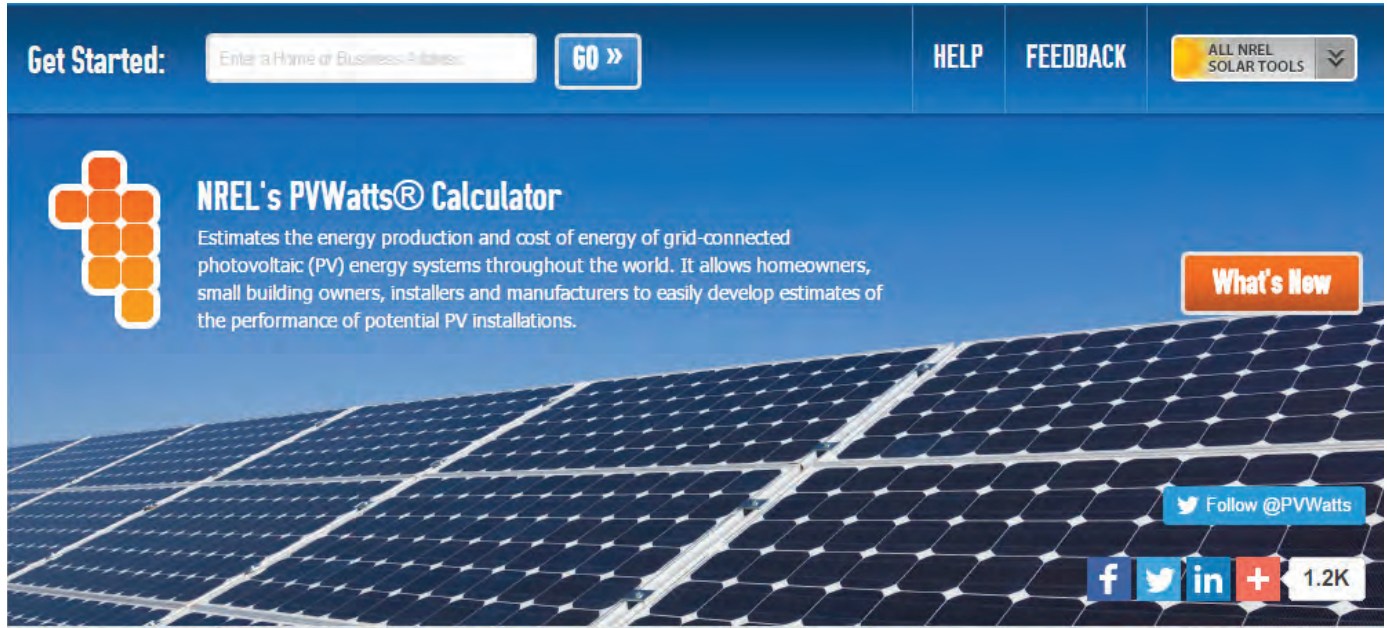 Get Started:
Enter a Home or Business Address
GO »
HELP
FEEDBACK
ALL NREL
SOLAR TOOLS
NREL's PVWatts® Calculator
Estimates the energy production and cost of energy of grid-connected
photovoltaic (PV) energy systems throughout the world. It allows homeowners,
small building owners, installers and manufacturers to easily develop estimates of
the performance of potential PV installations.
What's New
Follow @PVWatts
f
in
+
1.2K